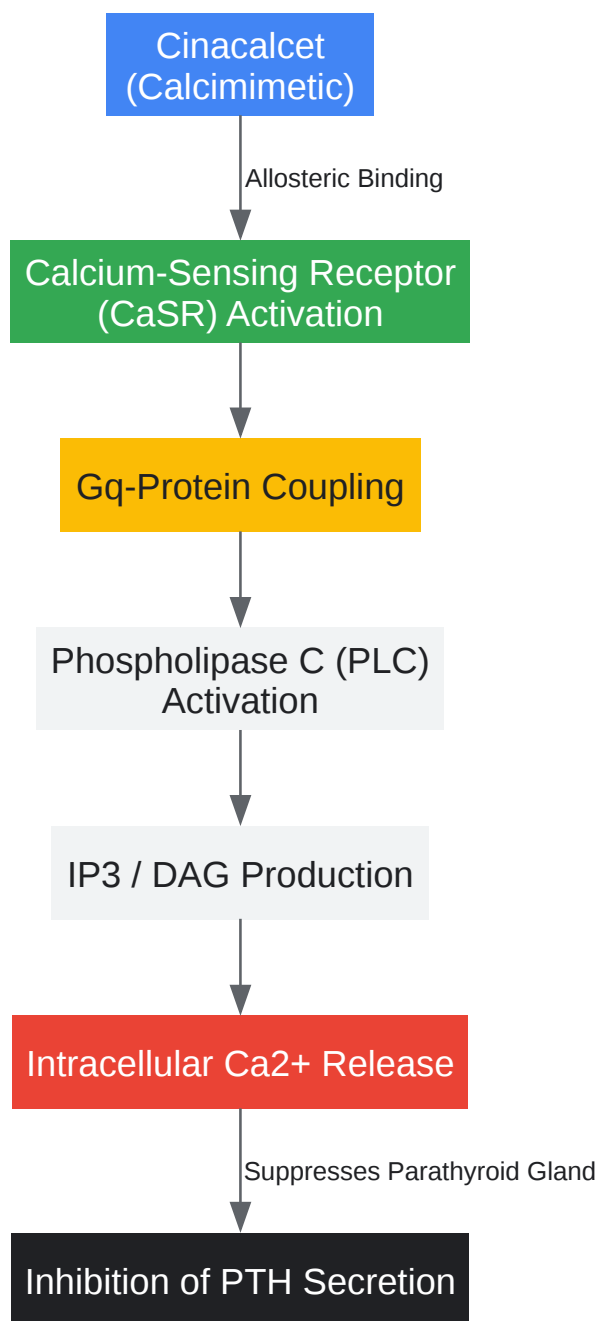 Cinacalcet
(Calcimimetic)
Allosteric Binding
Calcium-Sensing Receptor
(CaSR) Activation
Gq-Protein Coupling
Phospholipase C (PLC)
Activation
IP3 / DAG Production
Intracellular Ca2+ Release
Suppresses Parathyroid Gland
Inhibition of PTH Secretion